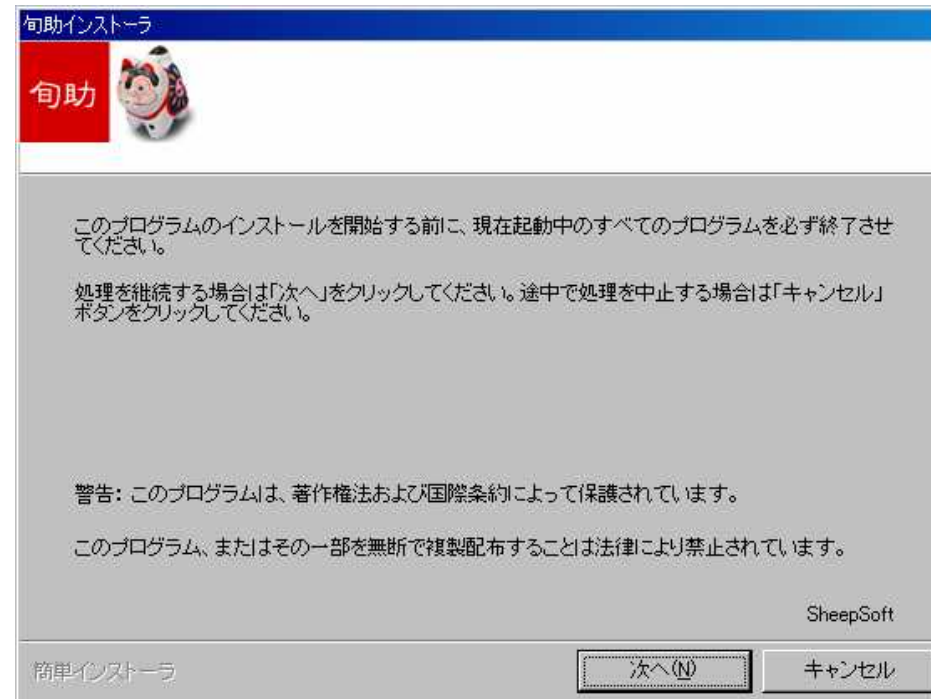 旬助インストーラ
旬助
このプログラムのインストールを開始する前に、現在起動中のすべてのプログラムを必ず終了させ
てください。
処理を継続する場合は「次へ」をクリックしてください。途中で処理を中止する場合は「キャンセル」
ボタンをクリックしてください。
警告: このプログラムは、著作権法および国際条約によって保護されています。
このプログラム、またはその一部を無断で複製配布することは法律により禁止されています。
SheepSoft
簡単インストーラ
次へ(N)
キャンセル